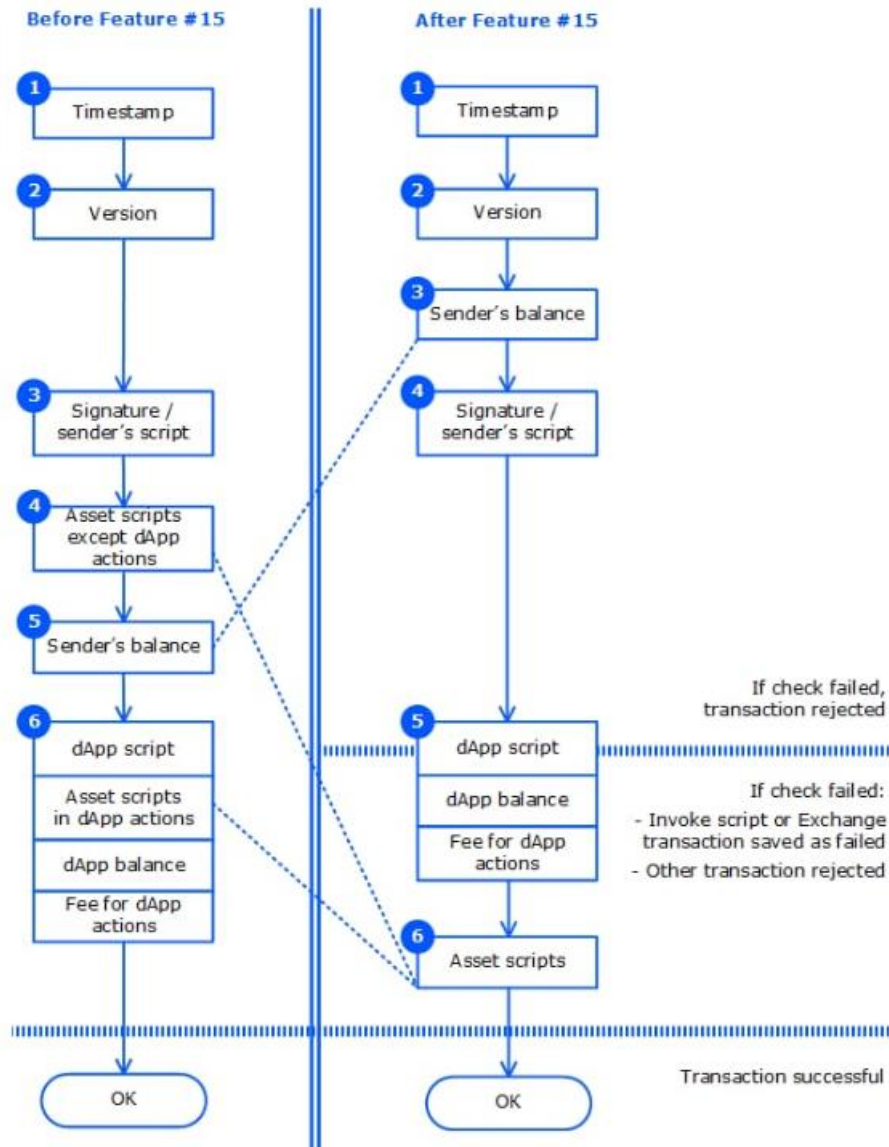 Before Feature #15
1
Timestamp
2
Version
3
Signature /
sender's script
4
Asset scripts
except dApp
actions
5
Sender's balance
6
dApp script
Asset scripts
in dApp actions
dApp balance
Fee for dApp
actions
OK
After Feature #15
1
Timestamp
2
Version
3
Sender's balance
4
Signature /
sender's script
5
dApp script
dApp balance
Fee for dApp
actions
6
Asset scripts
OK
If check failed,
transaction rejected
If check failed:
- Invoke script or Exchange
transaction saved as failed
- Other transaction rejected
Transaction successful